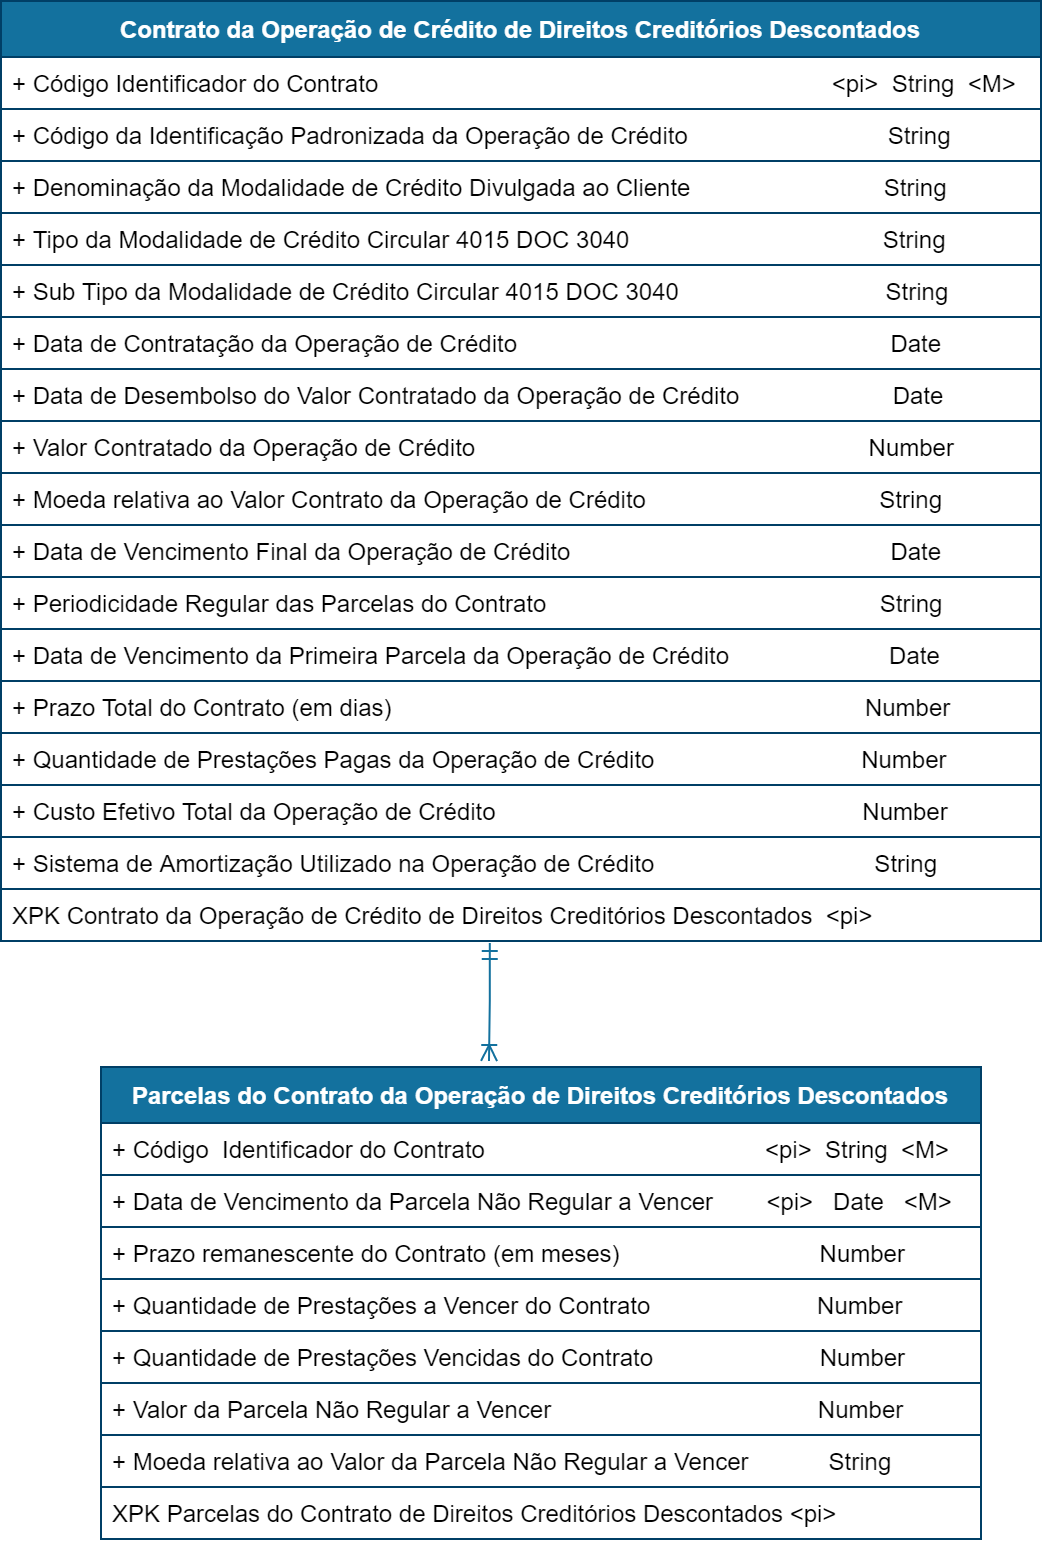 Contrato da Operação de Crédito de Direitos Creditórios Descontados
+ Código Identificador do Contrato <pi> String <M>
+ Código da Identificação Padronizada da Operação de Crédito String
+ Denominação da Modalidade de Crédito Divulgada ao Cliente String
+ Tipo da Modalidade de Crédito Circular 4015 DOC 3040 String
+ Sub Tipo da Modalidade de Crédito Circular 4015 DOC 3040 String
+ Data de Contratação da Operação de Crédito Date
+ Data de Desembolso do Valor Contratado da Operação de Crédito Date
+ Valor Contratado da Operação de Crédito Number
+ Moeda relativa ao Valor Contrato da Operação de Crédito String
+ Data de Vencimento Final da Operação de Crédito Date
+ Periodicidade Regular das Parcelas do Contrato String
+ Data de Vencimento da Primeira Parcela da Operação de Crédito Date
+ Prazo Total do Contrato (em dias) Number
+ Quantidade de Prestações Pagas da Operação de Crédito Number
+ Custo Efetivo Total da Operação de Crédito Number
+ Sistema de Amortização Utilizado na Operação de Crédito String
XPK Contrato da Operação de Crédito de Direitos Creditórios Descontados <pi>
Parcelas do Contrato da Operação de Direitos Creditórios Descontados
+ Código Identificador do Contrato <pi> String <M>
+ Data de Vencimento da Parcela Não Regular a Vencer <pi> Date <M>
+ Prazo remanescente do Contrato (em meses) Number
+ Quantidade de Prestações a Vencer do Contrato Number
+ Quantidade de Prestações Vencidas do Contrato Number
+ Valor da Parcela Não Regular a Vencer Number
+ Moeda relativa ao Valor da Parcela Não Regular a Vencer String
XPK Parcelas do Contrato de Direitos Creditórios Descontados <pi>